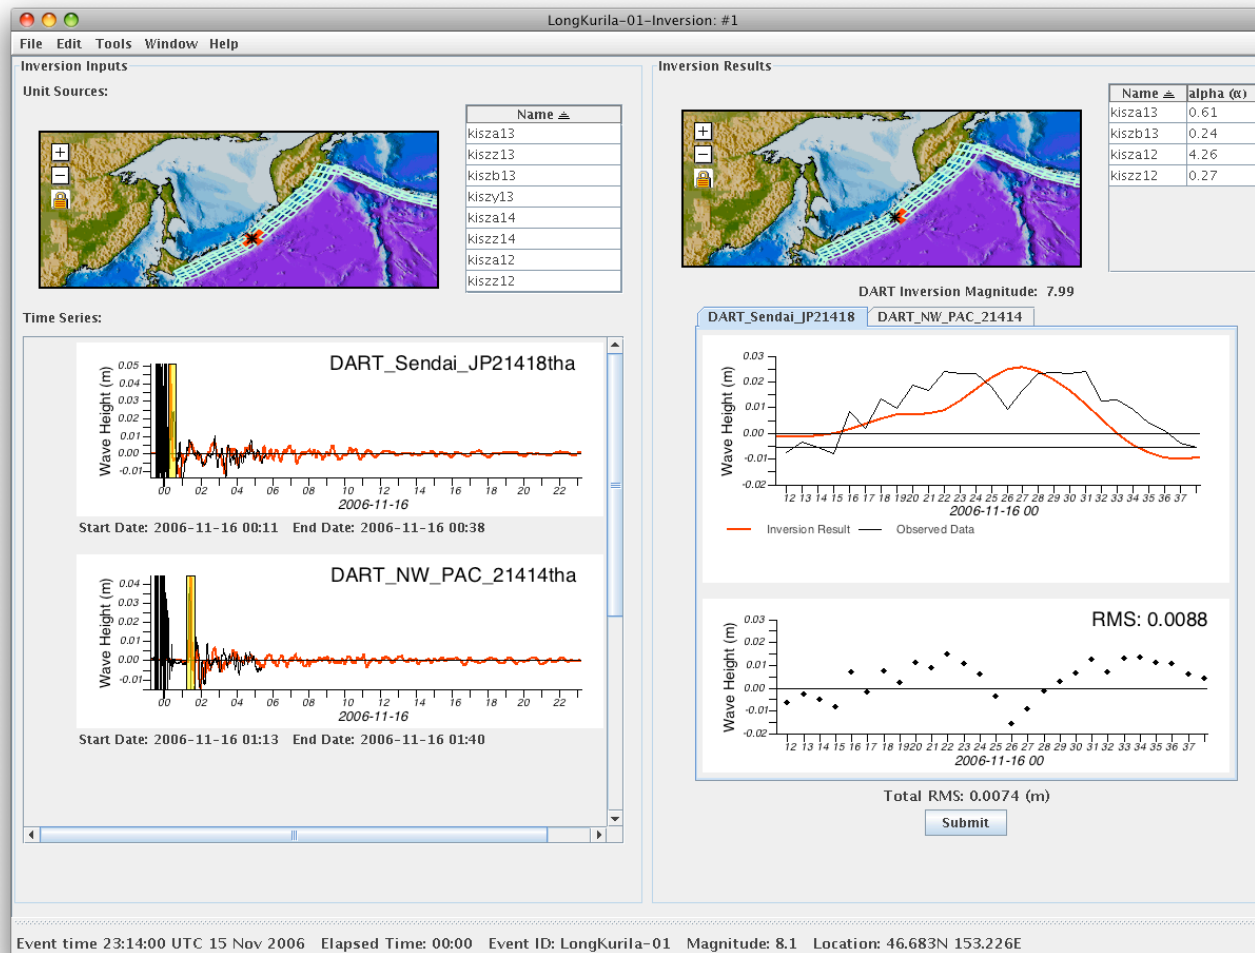 LongKurila-01-Inversion: #1
File Edit Tools Window Help
Inversion Inputs
Unit Sources:
Name
kisza13
kiszz13
kiszb13
kiszy13
kisza14
kiszz14
kisza12
kiszz12
+
−
Time Series:
DART_Sendai_JP21418tha
Wave Height (m)
0.05
0.04
0.03
0.02
0.01
0.00
-0.01
00 02 04 06 08 10 12 14 16 18 20 22
2006-11-16
Start Date: 2006-11-16 00:11 End Date: 2006-11-16 00:38
DART_NW_PAC_21414tha
Wave Height (m)
0.04
0.03
0.02
0.01
0.00
-0.01
00 02 04 06 08 10 12 14 16 18 20 22
2006-11-16
Start Date: 2006-11-16 01:13 End Date: 2006-11-16 01:40
Inversion Results
+
−
Name alpha (α)
kisza13 0.61
kiszb13 0.24
kisza12 4.26
kiszz12 0.27
DART Inversion Magnitude: 7.99
DART_Sendai_JP21418 DART_NW_PAC_21414
Wave Height (m)
0.03
0.02
0.01
0.00
-0.01
-0.02
12 13 14 15 16 17 18 19 20 21 22 23 24 25 26 27 28 29 30 31 32 33 34 35 36 37
2006-11-16 00
Inversion Result Observed Data
RMS: 0.0088
Wave Height (m)
0.03
0.02
0.01
0.00
-0.01
-0.02
12 13 14 15 16 17 18 19 20 21 22 23 24 25 26 27 28 29 30 31 32 33 34 35 36 37
2006-11-16 00
Total RMS: 0.0074 (m)
Submit
Event time 23:14:00 UTC 15 Nov 2006 Elapsed Time: 00:00 Event ID: LongKurila-01 Magnitude: 8.1 Location: 46.683N 153.226E